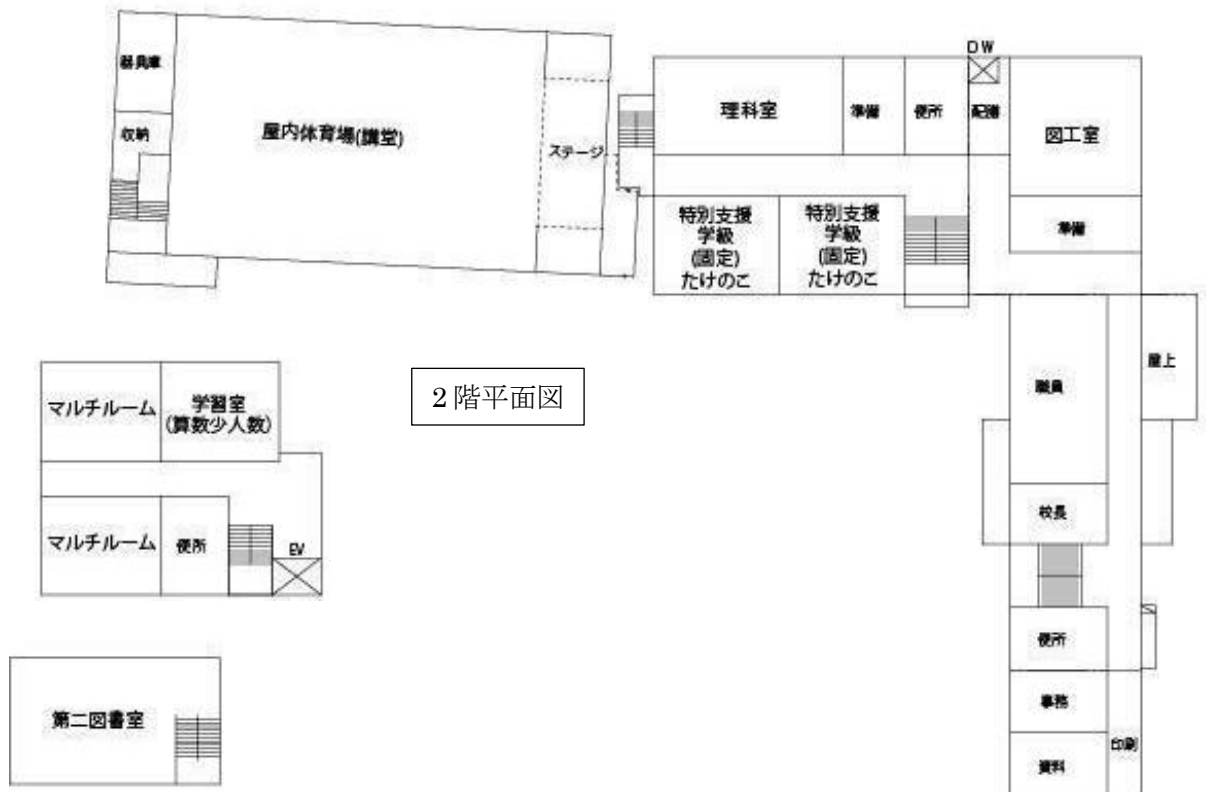 器具庫
収納
屋内体育場(講堂)
ステージ
理科室
準備
便所
DW
配膳
図工室
準備
特別支援
学級
(固定)
たけのこ
特別支援
学級
(固定)
たけのこ
職員
屋上
校長
便所
事務
印刷
資料
2階平面図
マルチルーム
学習室
(算数少人数)
マルチルーム
便所
EV
第二図書室